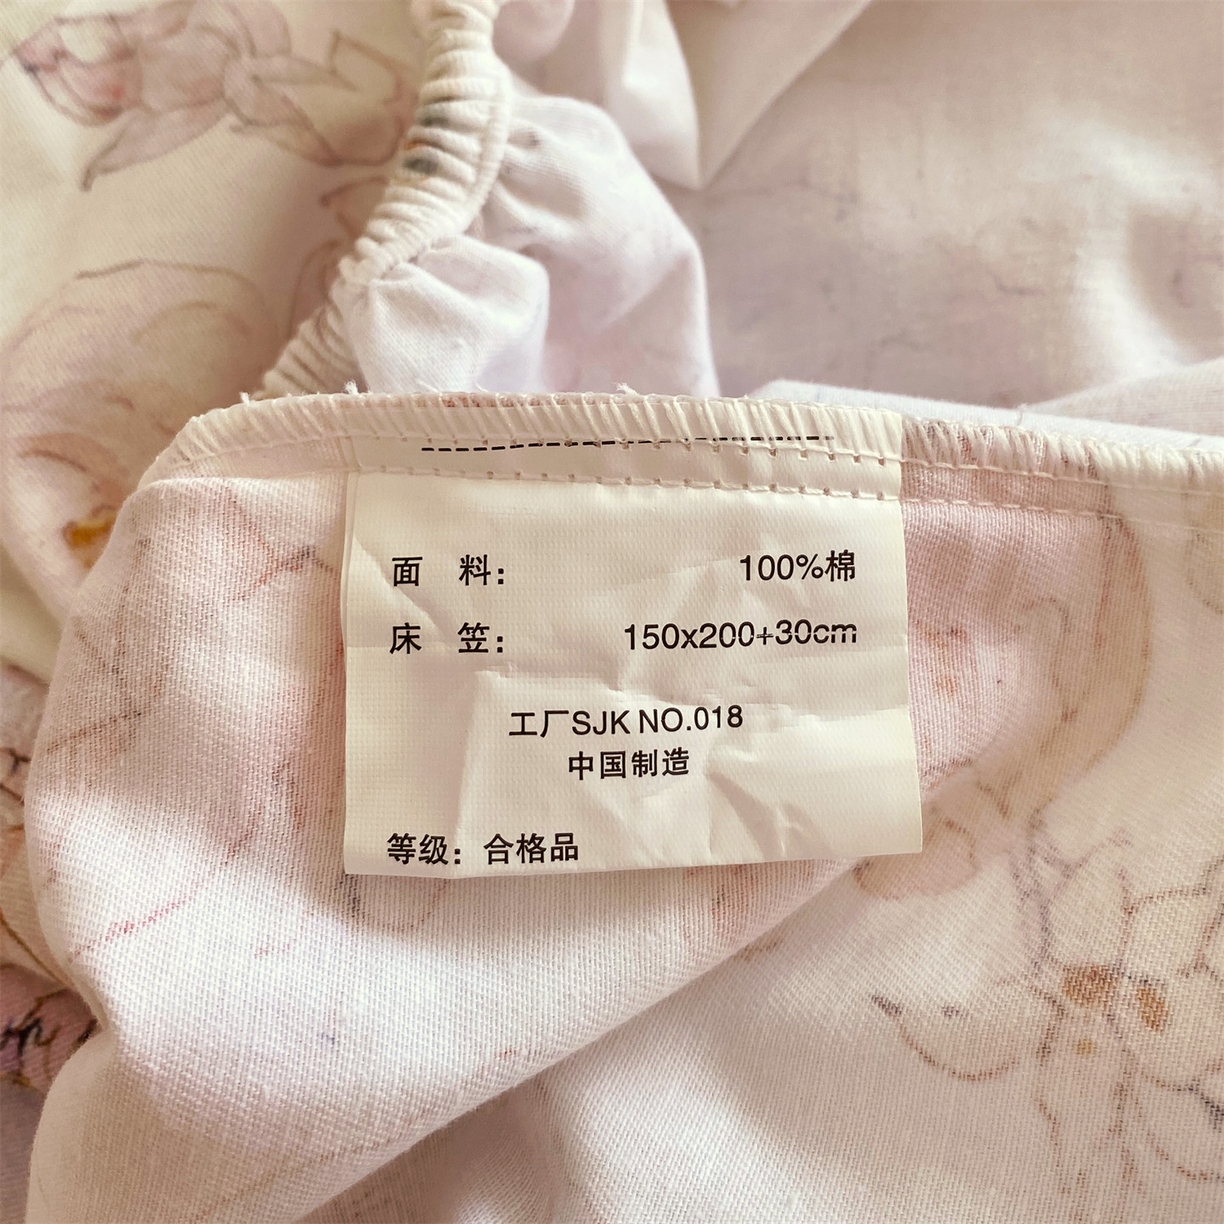 面 料： 100%棉
床 笠： 150x200+30cm
工厂SJK NO.018
中国制造
等级：合格品